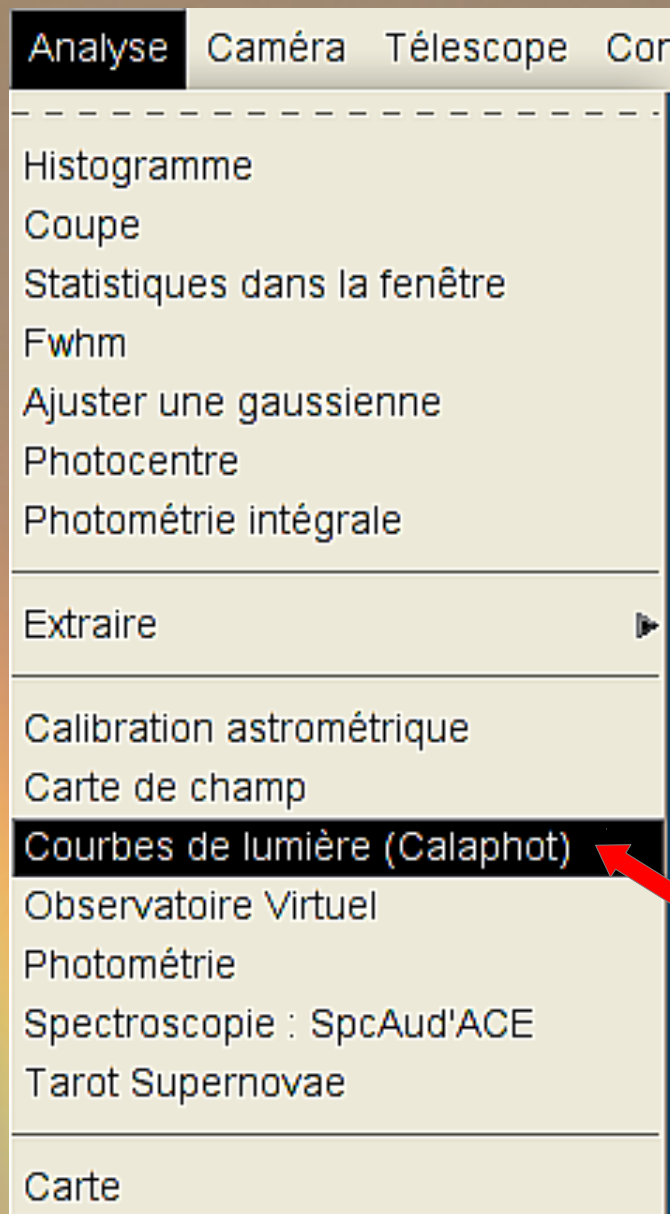 Analyse Caméra Télescope
Histogramme
Coupe
Statistiques dans la fenêtre
Fwhm
Ajuster une gaussienne
Photocentre
Photométrie intégrale
Extraire
Calibration astrométrique
Carte de champ
Courbes de lumière (Calaphot)
Observatoire Virtuel
Photométrie
Spectroscopie : SpcAud'ACE
Tarot Supernovae
Carte